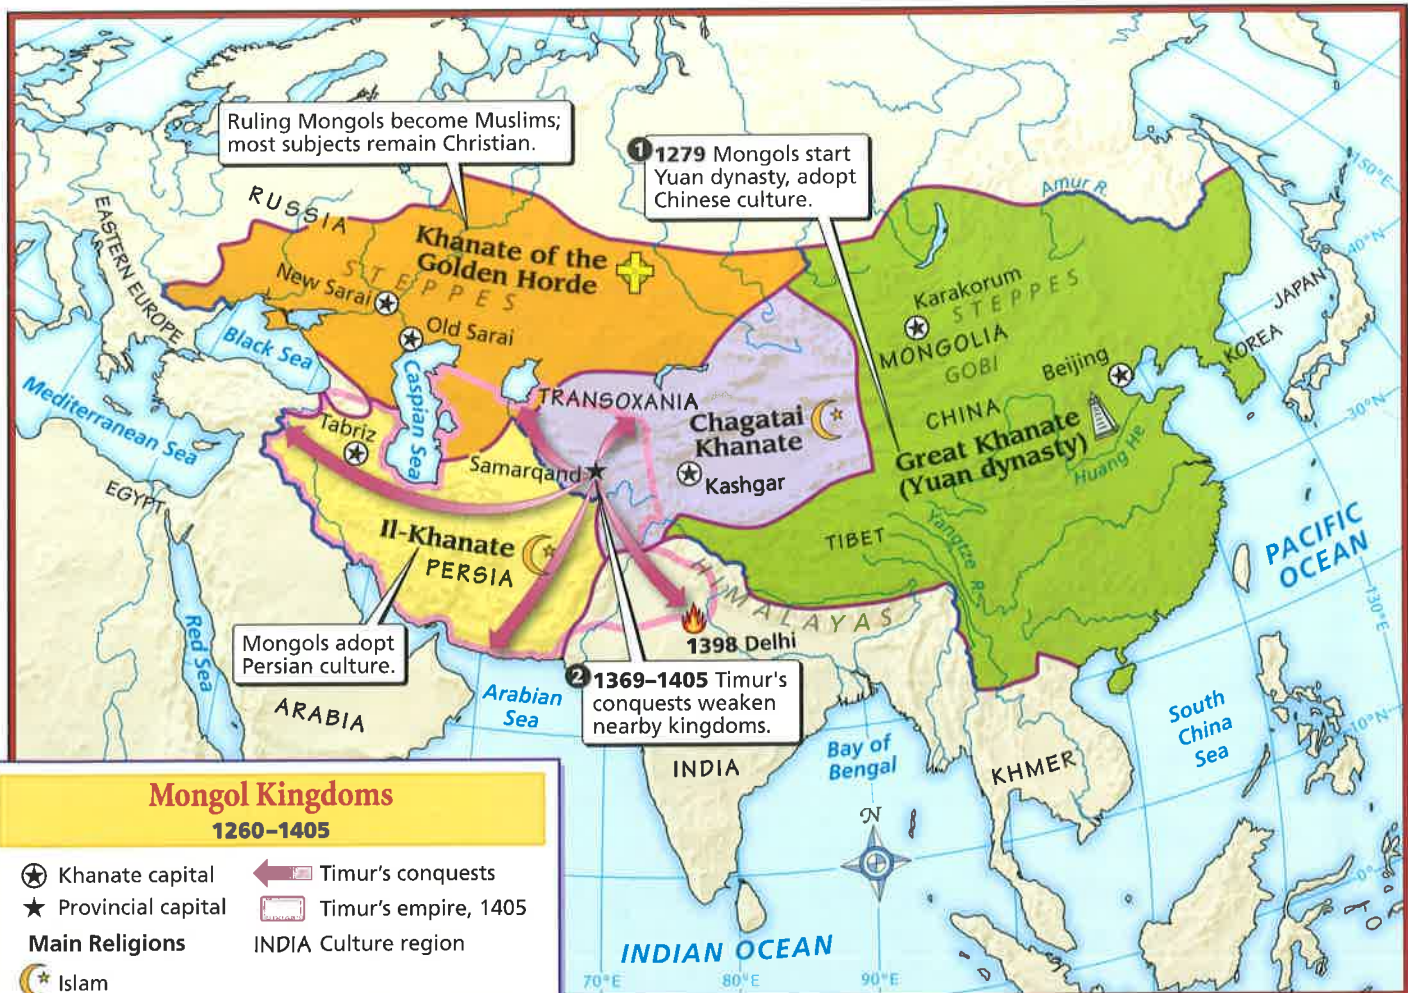 Ruling Mongols become Muslims;
most subjects remain Christian.
1 1279 Mongols start
Yuan dynasty, adopt
Chinese culture.
RUSSIA
EASTERN EUROPE
Khanate of the
Golden Horde
STEPPES
New Sarai
Old Sarai
Black Sea
Caspian Sea
Mediterranean Sea
Amur R.
150°E
40°N
JAPAN
KOREA
Karakorum
STEPPES
MONGOLIA
GOBI
Beijing
CHINA
30°N
Great Khanate
(Yuan dynasty)
Huang He
TRANSOXANIA
Chagatai
Khanate
Kashgar
Tabriz
Samarqand
EGYPT
Il-Khanate
PERSIA
TIBET
Yangtze R.
HIMALAYAS
PACIFIC
OCEAN
130°E
Red Sea
Mongols adopt
Persian culture.
1398 Delhi
2 1369–1405 Timur's
conquests weaken
nearby kingdoms.
ARABIA
Arabian
Sea
INDIA
Bay of
Bengal
KHMER
South
China
Sea
10°N
0°
N
INDIAN OCEAN
70°E
80°E
90°E
Mongol Kingdoms
1260–1405
Khanate capital
Timur's conquests
Provincial capital
Timur's empire, 1405
Main Religions
INDIA Culture region
Islam